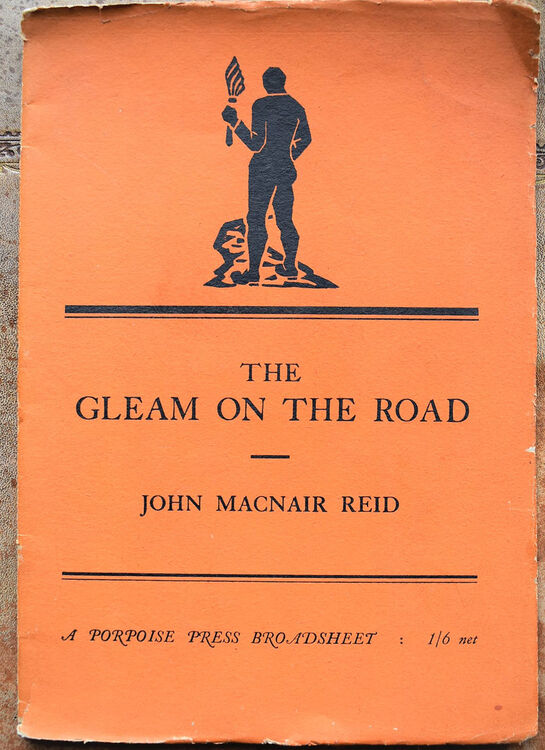 THE
GLEAM ON THE ROAD
JOHN MACNAIR REID
A PORPOISE PRESS BROADSHEET : 1/6 net